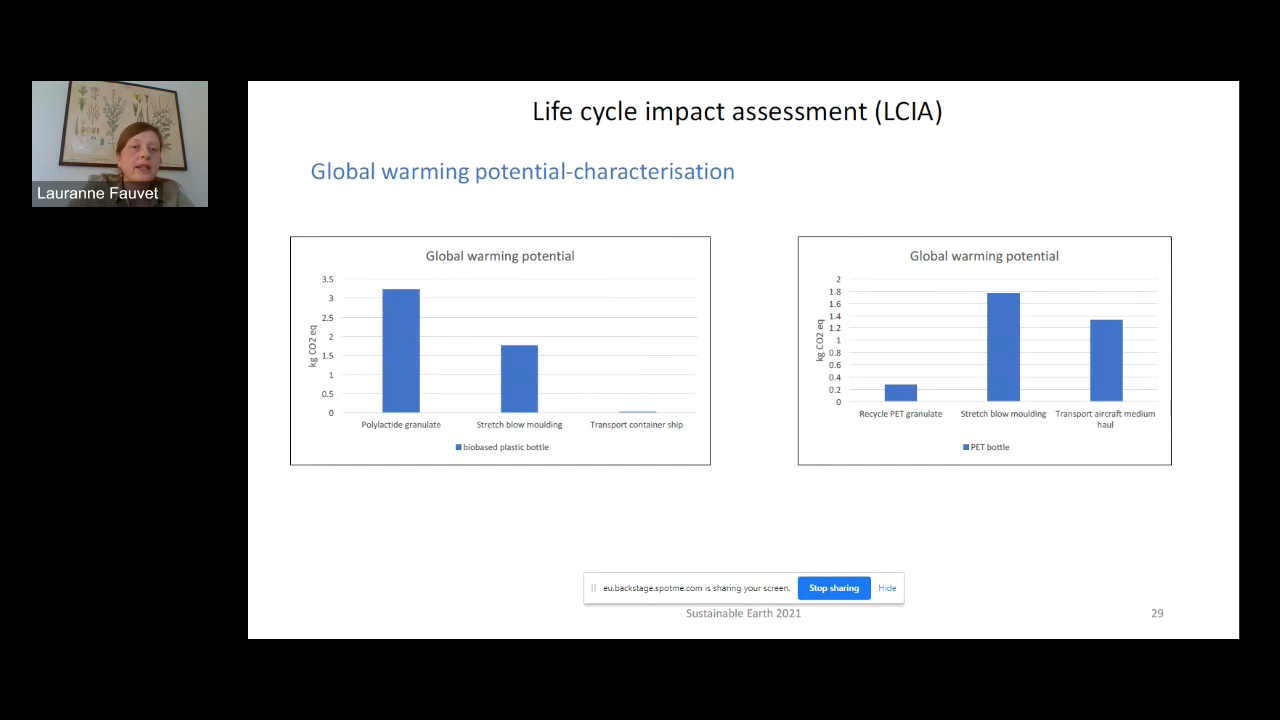 Life cycle impact assessment (LCIA)
Global warming potential-characterisation
Lauranne Fauvet
Global warming potential
kg CO2 eq
3.5
3
2.5
2
1.5
1
0.5
0
Polylactide granulate
Stretch blow moulding
Transport container ship
biobased plastic bottle
Global warming potential
kg CO2 eq
2
1.8
1.6
1.4
1.2
1
0.8
0.6
0.4
0.2
0
Recycle PET granulate
Stretch blow moulding
Transport aircraft medium
haul
PET bottle
eu.backstage.spotme.com is sharing your screen.
Stop sharing
Hide
Sustainable Earth 2021
29